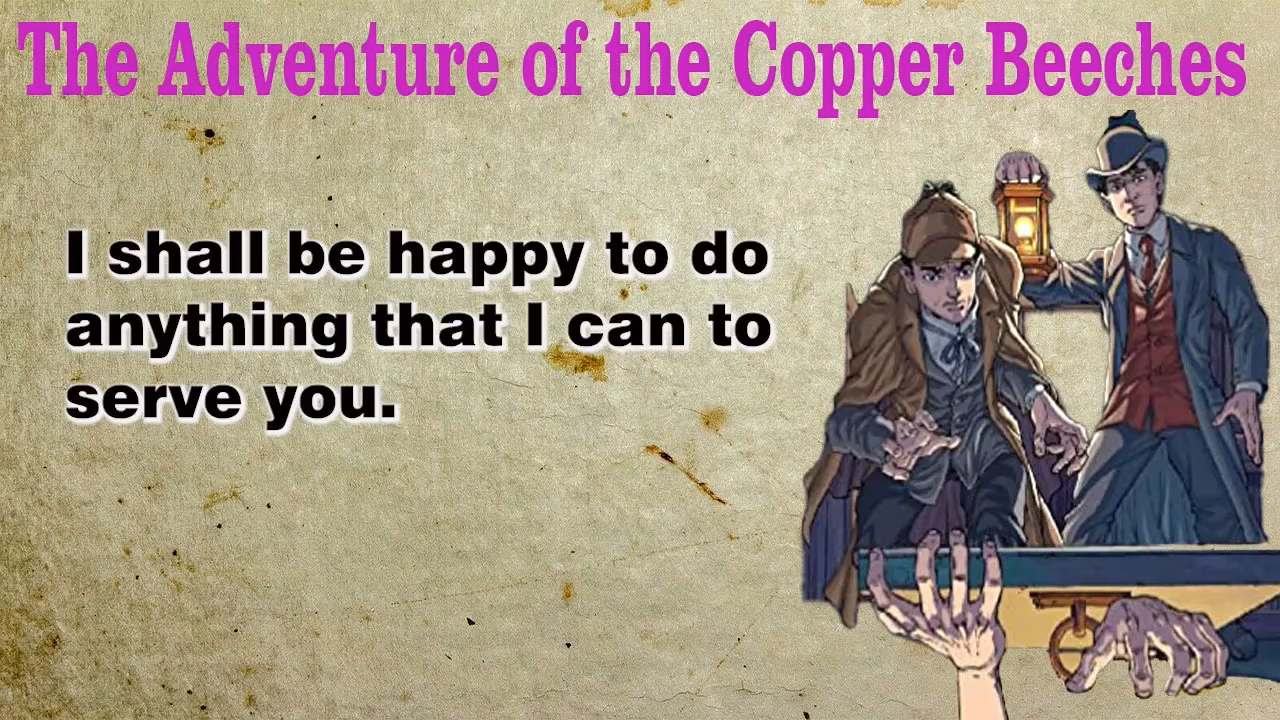 The Adventure of the Copper Beeches
I shall be happy to do
anything that I can to
serve you.